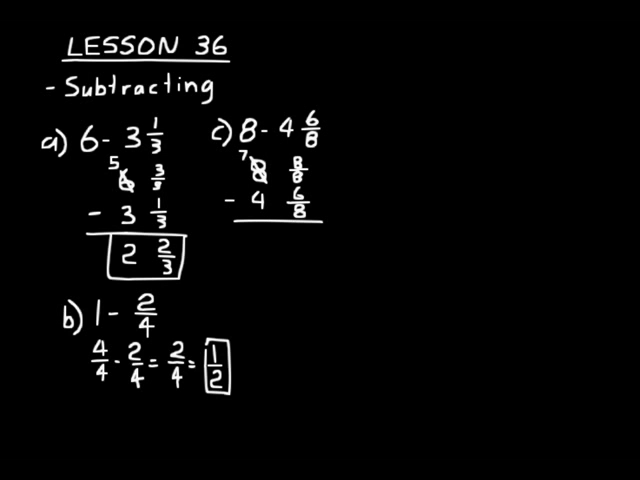 LESSON 36
- Subtracting
a) 6 - 3 1/3
5 6 3/3
- 3 1/3
2 2/3
b) 1 - 2/4
4/4 - 2/4 = 2/4 = 1/2
c) 8 - 4 6/8
7 8 8/8
- 4 6/8